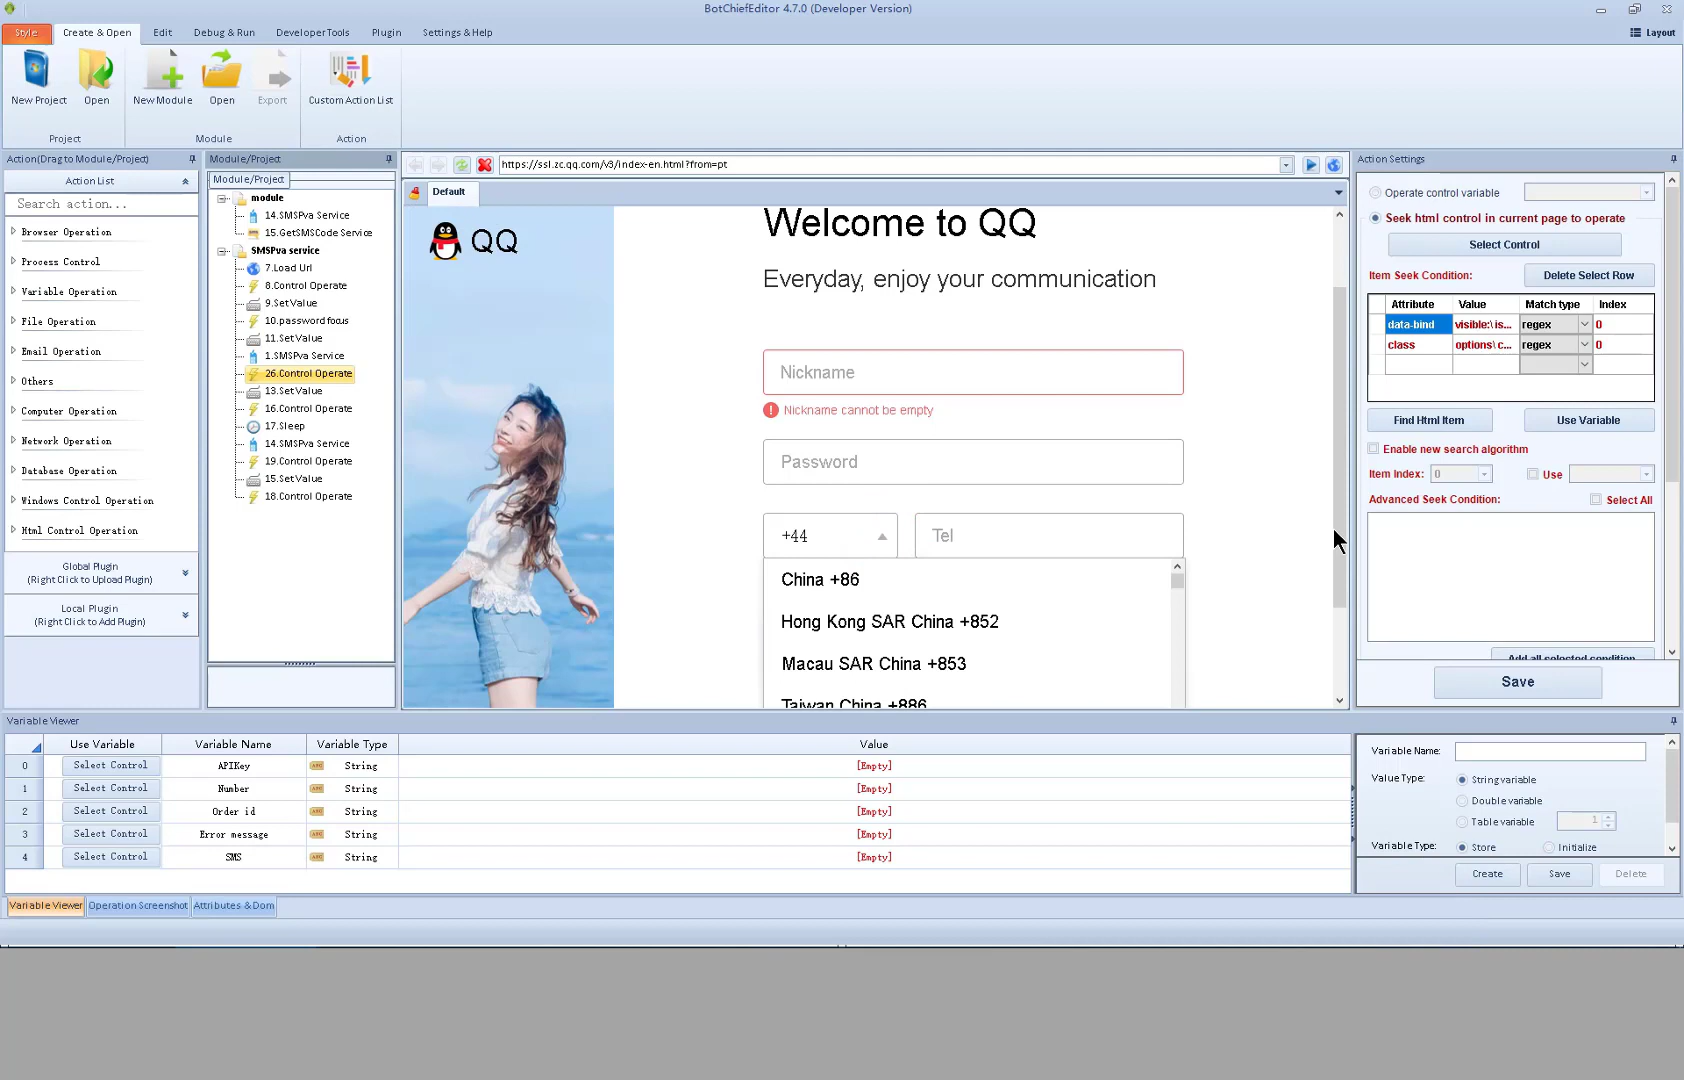 BotChiefEditor 4.7.0 (Developer Version)
Style
Create & Open
Edit
Debug & Run
DeveloperTools
Plugin
Settings & Help
Layout
New Project
Open
New Module
Open
Export
Custom Action List
Project
Module
Action
Action(Drag to Module/Project)
Module/Project
https://ssl.zc.qq.com/v3/index-en.html?from=pt
Action Settings
Action List
Module/Project
Default
Search action...
Browser Operation
Process Control
Variable Operation
File Operation
Email Operation
Others
Computer Operation
Network Operation
Database Operation
Windows Control Operation
Html Control Operation
Global Plugin
(Right Click to Upload Plugin)
Local Plugin
(Right Click to Add Plugin)
module
14.SMSPva Service
15.GetSMSCode Service
SMSPva service
7.Load Url
8.Control Operate
9.SetValue
10.password focus
11.SetValue
1.SMSPva Service
26.Control Operate
13.SetValue
16.Control Operate
17.Sleep
14.SMSPva Service
19.Control Operate
15.SetValue
18.Control Operate
QQ
Welcome to QQ
Everyday, enjoy your communication
Nickname
! Nickname cannot be empty
Password
+44
Tel
China +86
Hong Kong SAR China +852
Macau SAR China +853
Taiwan China +886
Operate control variable
Seek html control in current page to operate
Select Control
Item Seek Condition:
Delete Select Row
Attribute Value Match type Index
data-bind visible:\ is... regex 0
class options\ c... regex 0
Find Html Item
Use Variable
Enable new search algorithm
Item Index: 0
Use
Advanced Seek Condition:
Select All
Add all selected condition
Save
Variable Viewer
Use Variable Variable Name Variable Type Value
0 Select Control APIKey ABC String [Empty]
1 Select Control Number ABC String [Empty]
2 Select Control Order id ABC String [Empty]
3 Select Control Error message ABC String [Empty]
4 Select Control SMS ABC String [Empty]
Variable Name:
Value Type:
String variable
Double variable
Table variable 1
Variable Type:
Store
Initialize
Create
Save
Delete
Variable Viewer
Operation Screenshot
Attributes & Dom